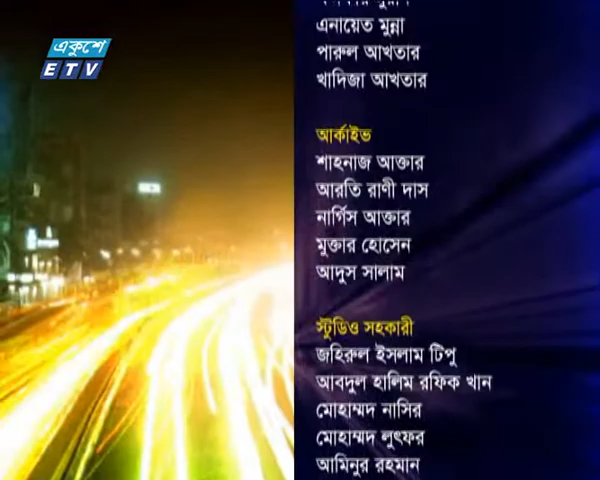 একুশে
ETV
এনায়েত মুন্না
পারুল আখতার
খাদিজা আখতার
আর্কাইভ
শাহনাজ আক্তার
আরতি রাণী দাস
নার্গিস আক্তার
মুক্তার হোসেন
আদুস সালাম
স্টুডিও সহকারী
জহিরুল ইসলাম টিপু
আবদুল হালিম রফিক খান
মোহাম্মদ নাসির
মোহাম্মদ লুৎফর
আমিনুর রহমান